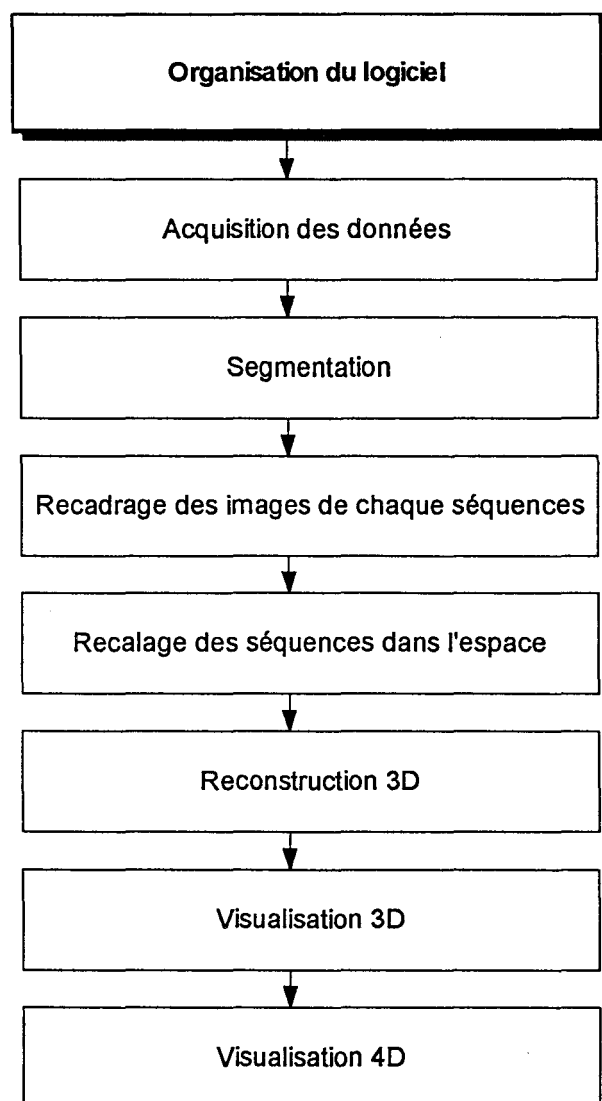 Organisation du logiciel
Acquisition des données
Segmentation
Recadrage des images de chaque séquences
Recalage des séquences dans l'espace
Reconstruction 3D
Visualisation 3D
Visualisation 4D